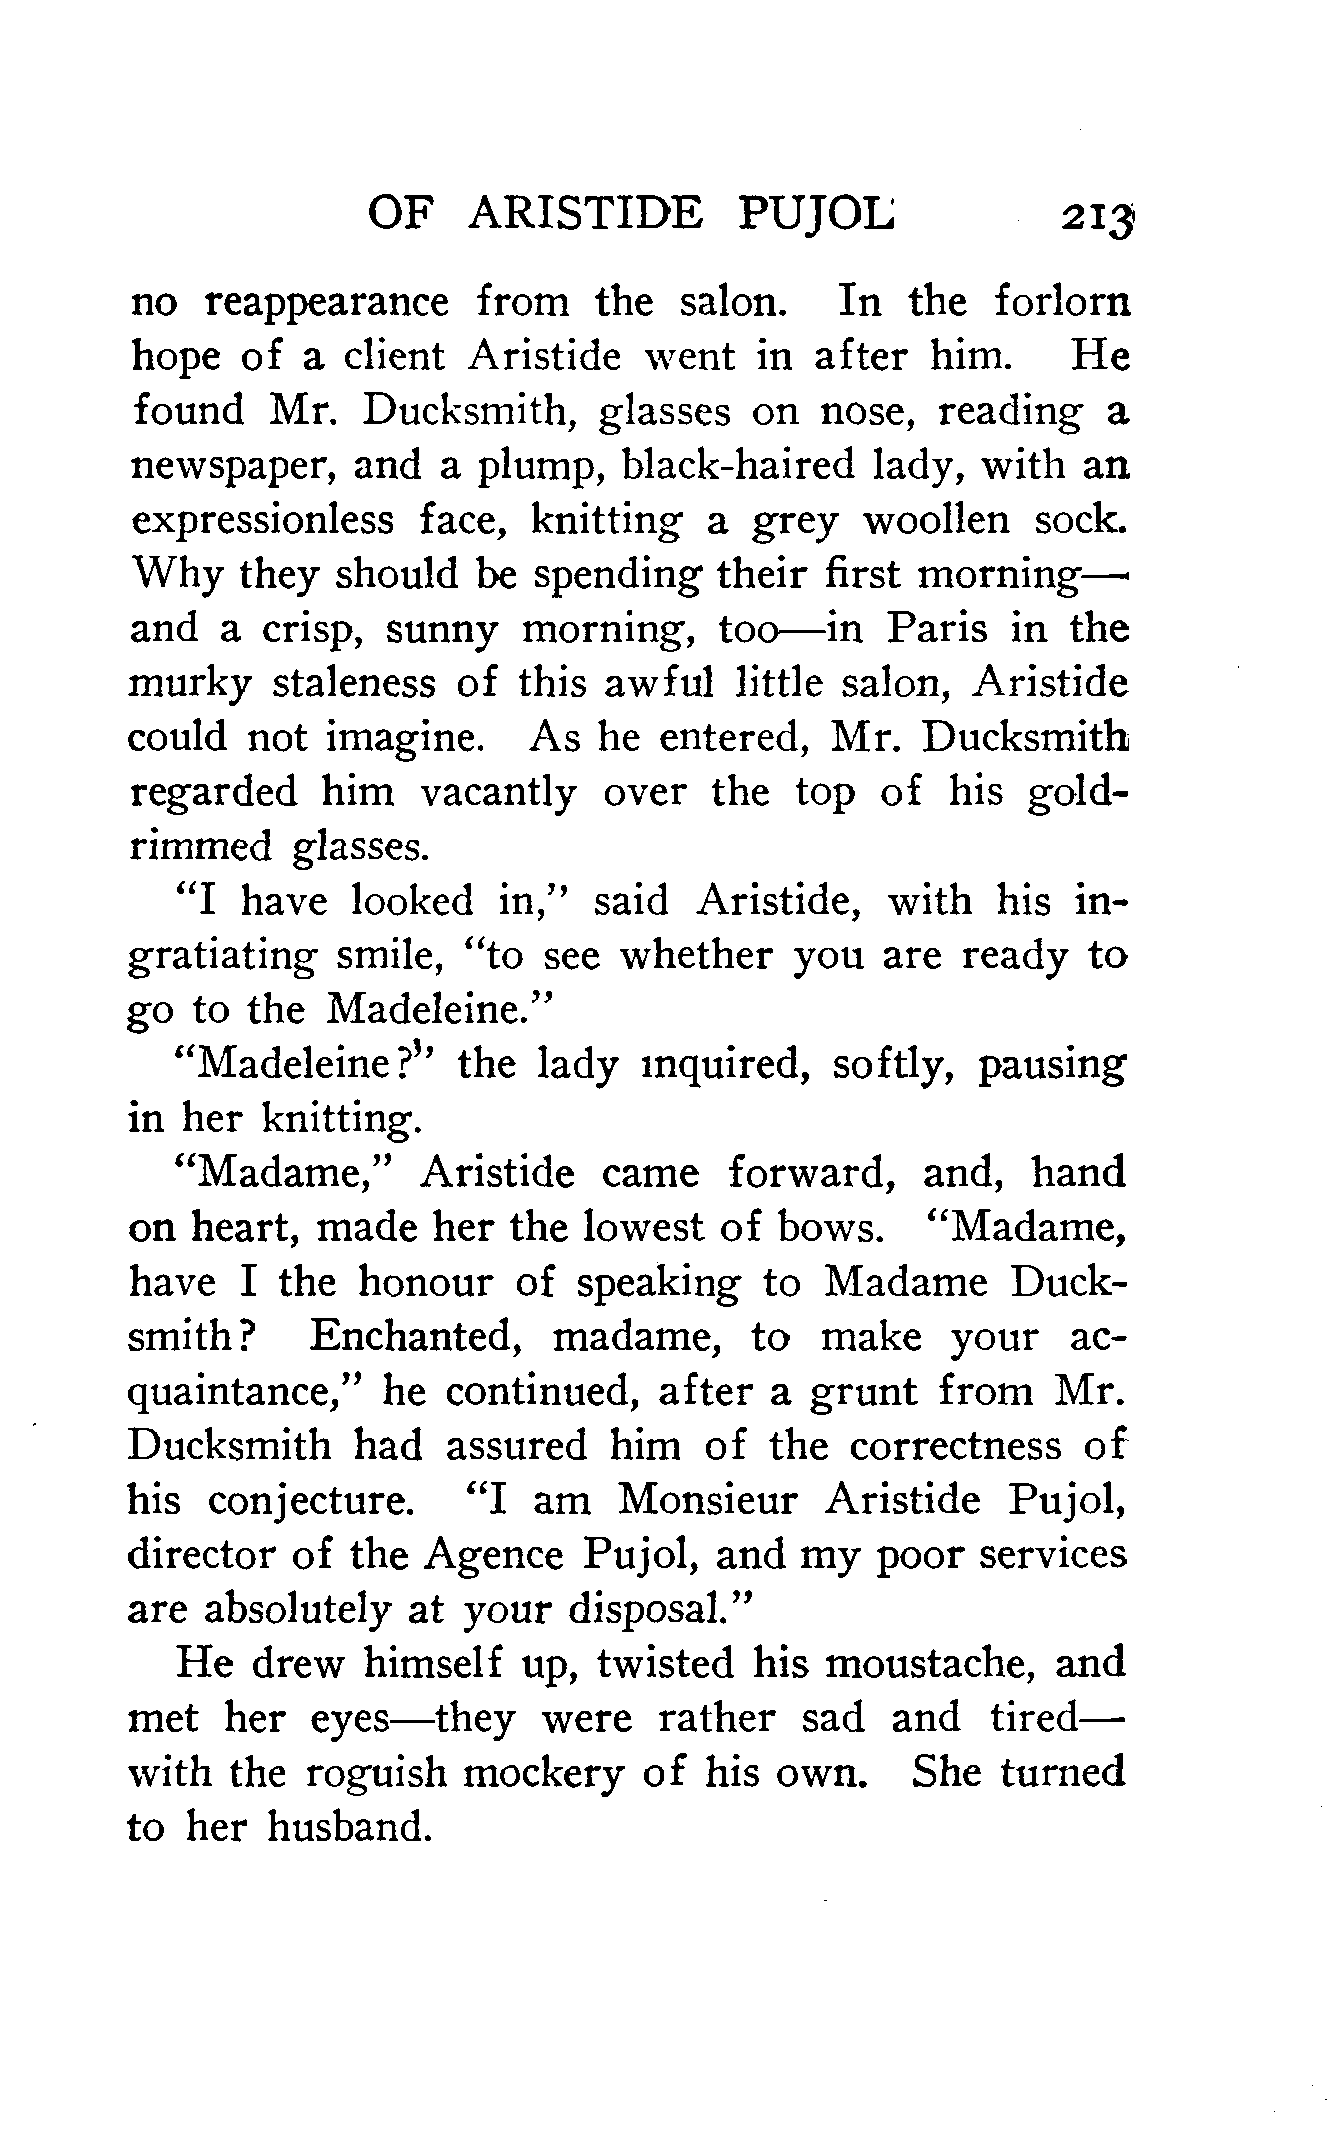 OF ARISTIDE PUJOL 213
no reappearance from the salon. In the forlorn
hope of a client Aristide went in after him. He
found Mr. Ducksmith, glasses on nose, reading a
newspaper, and a plump, black-haired lady, with an
expressionless face, knitting a grey woollen sock.
Why they should be spending their first morning—
and a crisp, sunny morning, too—in Paris in the
murky staleness of this awful little salon, Aristide
could not imagine. As he entered, Mr. Ducksmith
regarded him vacantly over the top of his gold-
rimmed glasses.
"I have looked in," said Aristide, with his in-
gratiating smile, "to see whether you are ready to
go to the Madeleine."
"Madeleine?" the lady inquired, softly, pausing
in her knitting.
"Madame," Aristide came forward, and, hand
on heart, made her the lowest of bows. "Madame,
have I the honour of speaking to Madame Duck-
smith? Enchanted, madame, to make your ac-
quaintance," he continued, after a grunt from Mr.
Ducksmith had assured him of the correctness of
his conjecture. "I am Monsieur Aristide Pujol,
director of the Agence Pujol, and my poor services
are absolutely at your disposal."
He drew himself up, twisted his moustache, and
met her eyes—they were rather sad and tired—
with the roguish mockery of his own. She turned
to her husband.